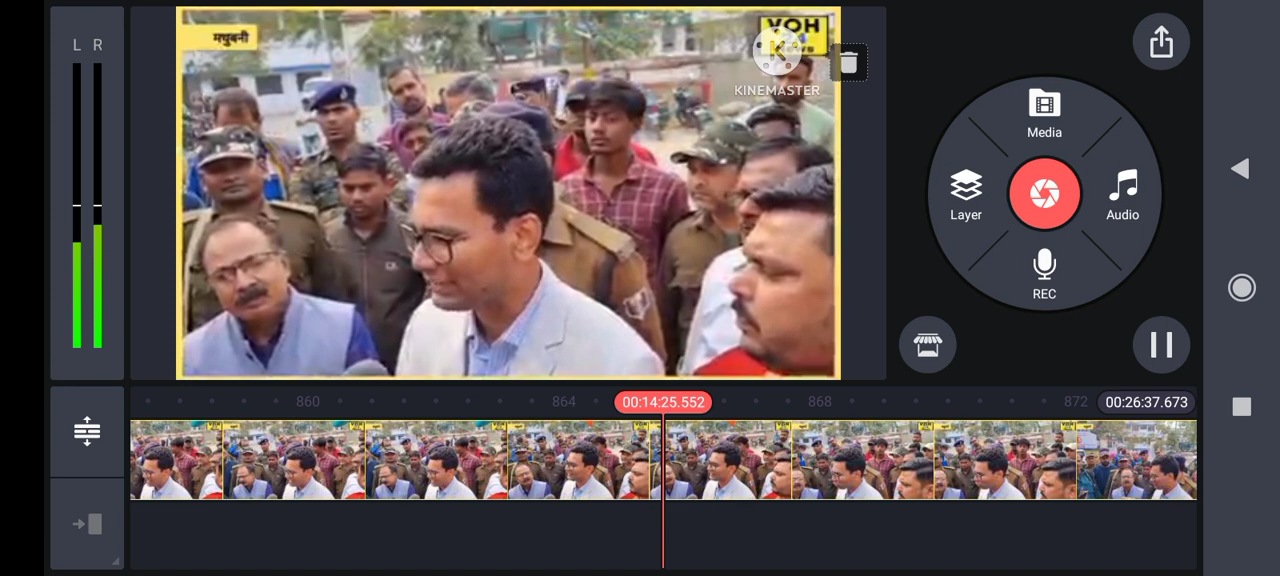 L R
मधुबनी
VOH
K
KINEMASTER
Media
Layer
Audio
REC
860
864
00:14:25.552
868
872
00:26:37.673